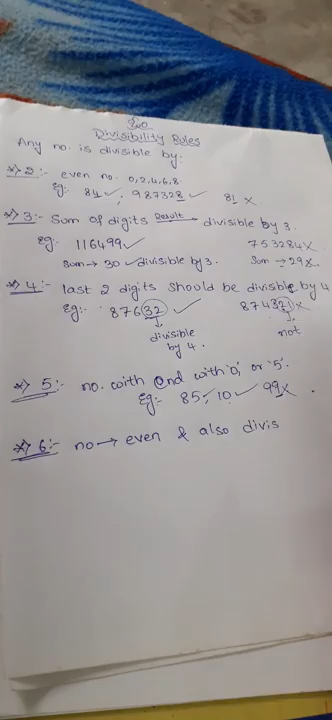 Divisibility Rules
Any no. is divisible by:
*) 2:- even no. 0,2,4,6,8.
Eg:- 84 ✓, 987328 ✓ 81 x
*) 3:- Sum of digits Result → divisible by 3.
Eg:- 116499 ✓ 753284 x
Sum → 30 ✓ divisible by 3. Sum → 29 x.
*) 4:- last 2 digits should be divisble by 4
Eg:- 87632 ✓ 874321 x
divisible by 4. not
*) 5:- no. with end with '0', or '5'.
Eg:- 85 ✓, 10 ✓ 99 x .
*) 6:- no → even & also divis